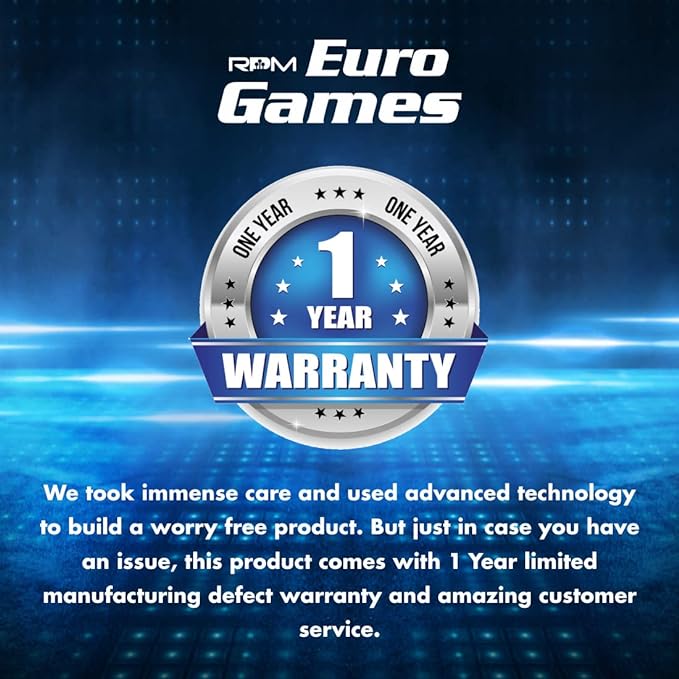 RPM Euro
Games
ONE YEAR
ONE YEAR
1
YEAR
WARRANTY
We took immense care and used advanced technology
to build a worry free product. But just in case you have
an issue, this product comes with 1 Year limited
manufacturing defect warranty and amazing customer
service.